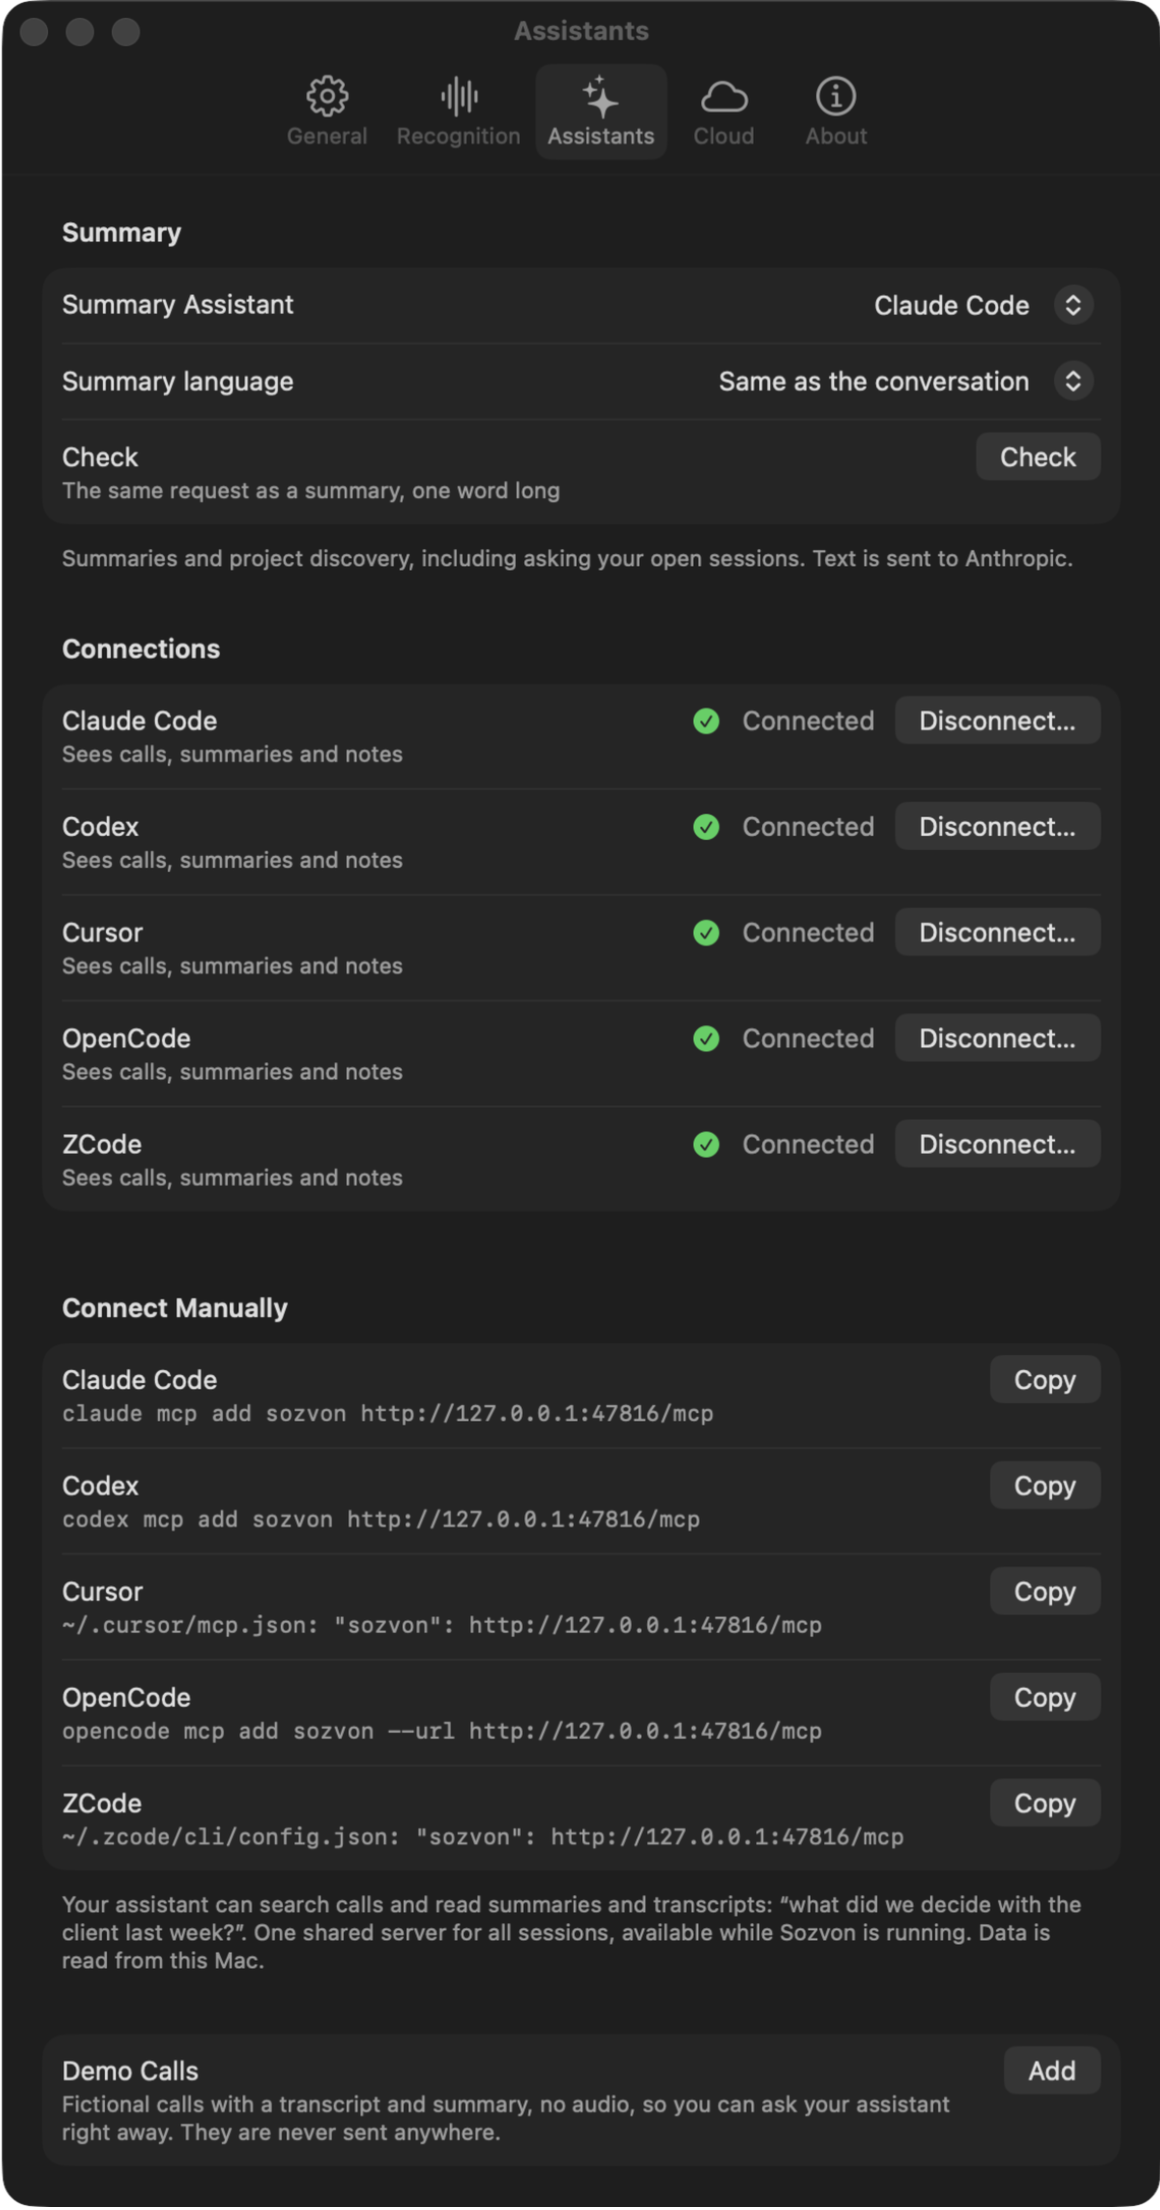 Assistants
General
Recognition
Assistants
Cloud
About
Summary
Summary Assistant
Claude Code
Summary language
Same as the conversation
Check
Check
The same request as a summary, one word long
Summaries and project discovery, including asking your open sessions. Text is sent to Anthropic.
Connections
Claude Code
Connected
Disconnect...
Sees calls, summaries and notes
Codex
Connected
Disconnect...
Sees calls, summaries and notes
Cursor
Connected
Disconnect...
Sees calls, summaries and notes
OpenCode
Connected
Disconnect...
Sees calls, summaries and notes
ZCode
Connected
Disconnect...
Sees calls, summaries and notes
Connect Manually
Claude Code
Copy
claude mcp add sozvon http://127.0.0.1:47816/mcp
Codex
Copy
codex mcp add sozvon http://127.0.0.1:47816/mcp
Cursor
Copy
~/.cursor/mcp.json: "sozvon": http://127.0.0.1:47816/mcp
OpenCode
Copy
opencode mcp add sozvon --url http://127.0.0.1:47816/mcp
ZCode
Copy
~/.zcode/cli/config.json: "sozvon": http://127.0.0.1:47816/mcp
Your assistant can search calls and read summaries and transcripts: “what did we decide with the
client last week?”. One shared server for all sessions, available while Sozvon is running. Data is
read from this Mac.
Demo Calls
Add
Fictional calls with a transcript and summary, no audio, so you can ask your assistant
right away. They are never sent anywhere.